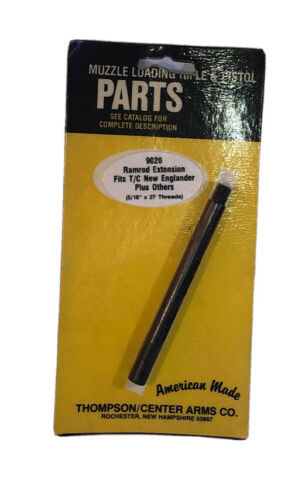 MUZZLE LOADING RIFLE & PISTOL
PARTS
SEE CATALOG FOR
COMPLETE DESCRIPTION
9026
Ramrod Extension
Fits T/C New Englander
Plus Others
(5/16" x 27 Threads)
American Made
THOMPSON/CENTER ARMS CO.
ROCHESTER, NEW HAMPSHIRE 03867